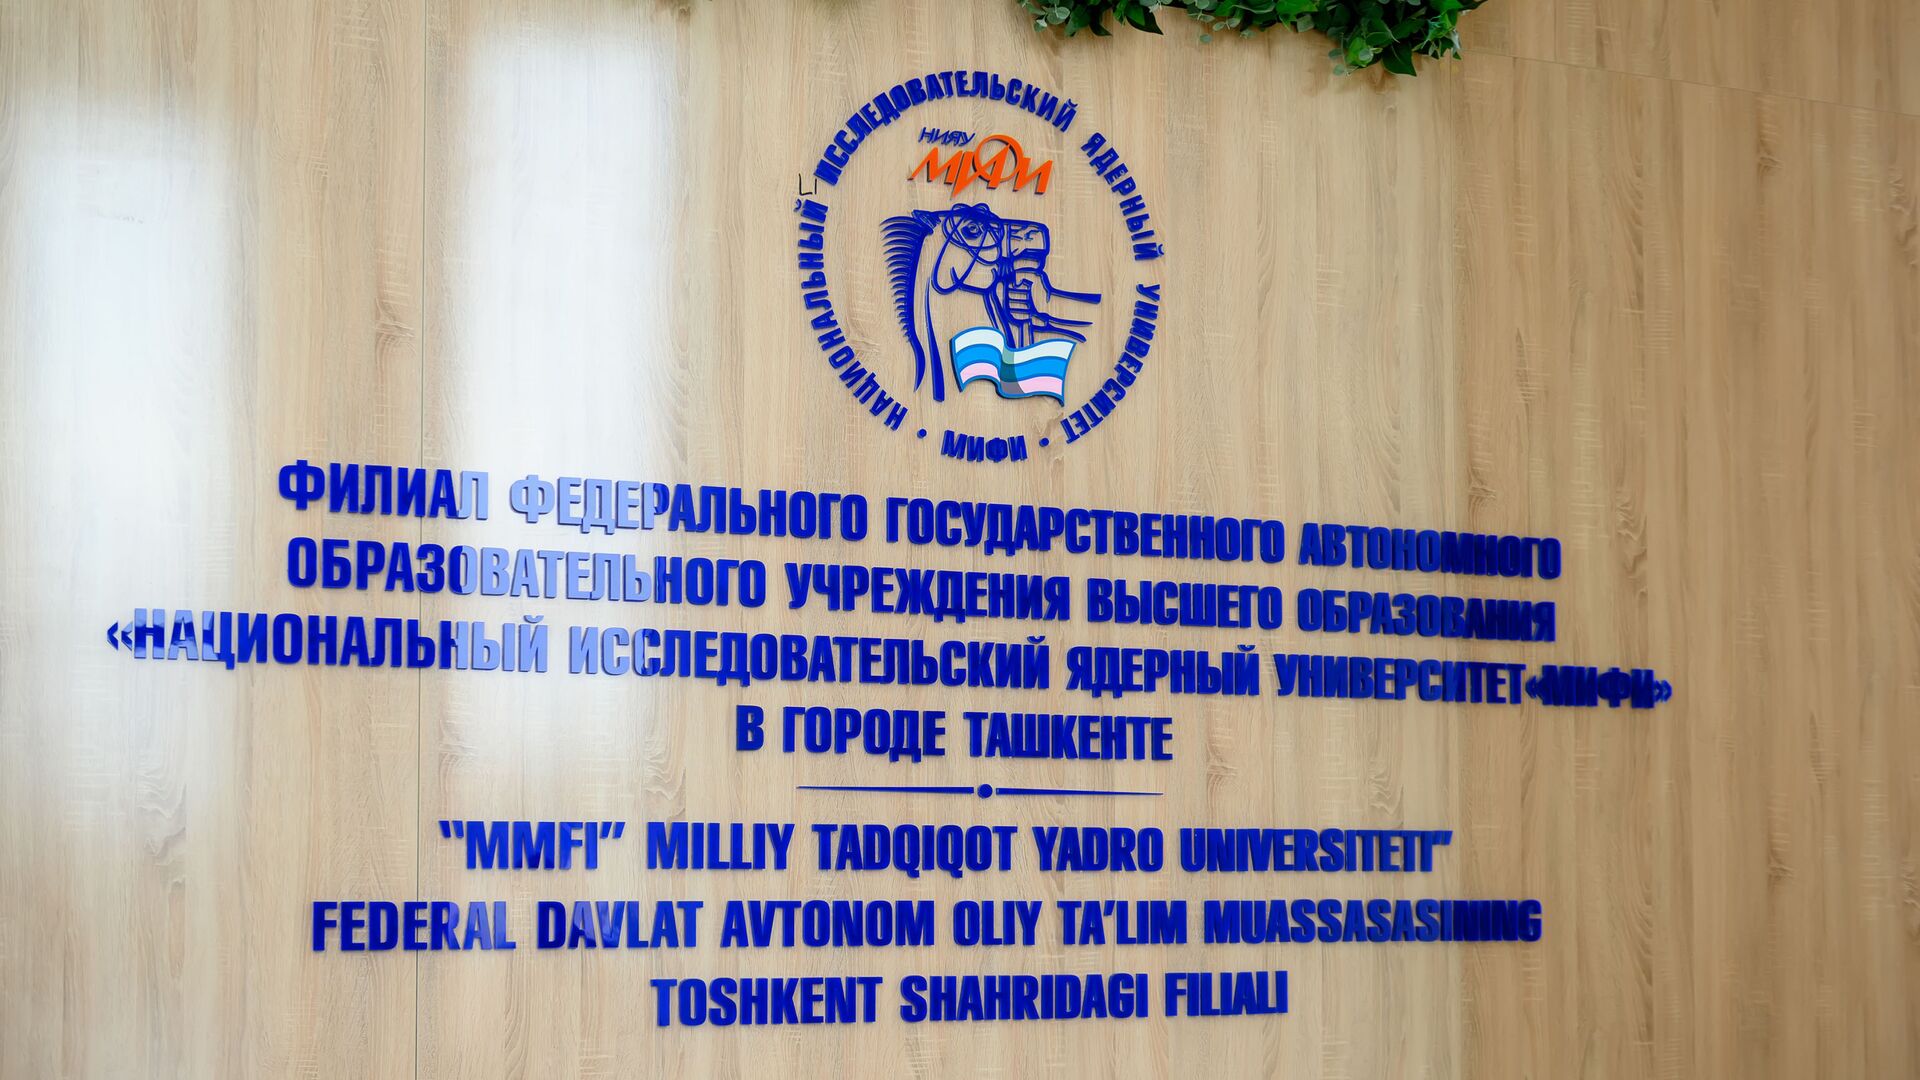 НАЦИОНАЛЬНЫЙ ИССЛЕДОВАТЕЛЬСКИЙ ЯДЕРНЫЙ УНИВЕРСИТЕТ
• МИФИ •
НИЯУ
МИФИ
ФИЛИАЛ ФЕДЕРАЛЬНОГО ГОСУДАРСТВЕННОГО АВТОНОМНОГО
ОБРАЗОВАТЕЛЬНОГО УЧРЕЖДЕНИЯ ВЫСШЕГО ОБРАЗОВАНИЯ
«НАЦИОНАЛЬНЫЙ ИССЛЕДОВАТЕЛЬСКИЙ ЯДЕРНЫЙ УНИВЕРСИТЕТ«МИФИ»
В ГОРОДЕ ТАШКЕНТЕ
“MMFI” MILLIY TADQIQOT YADRO UNIVERSITETI”
FEDERAL DAVLAT AVTONOM OLIY TA’LIM MUASSASASINING
TOSHKENT SHAHRIDAGI FILIALI